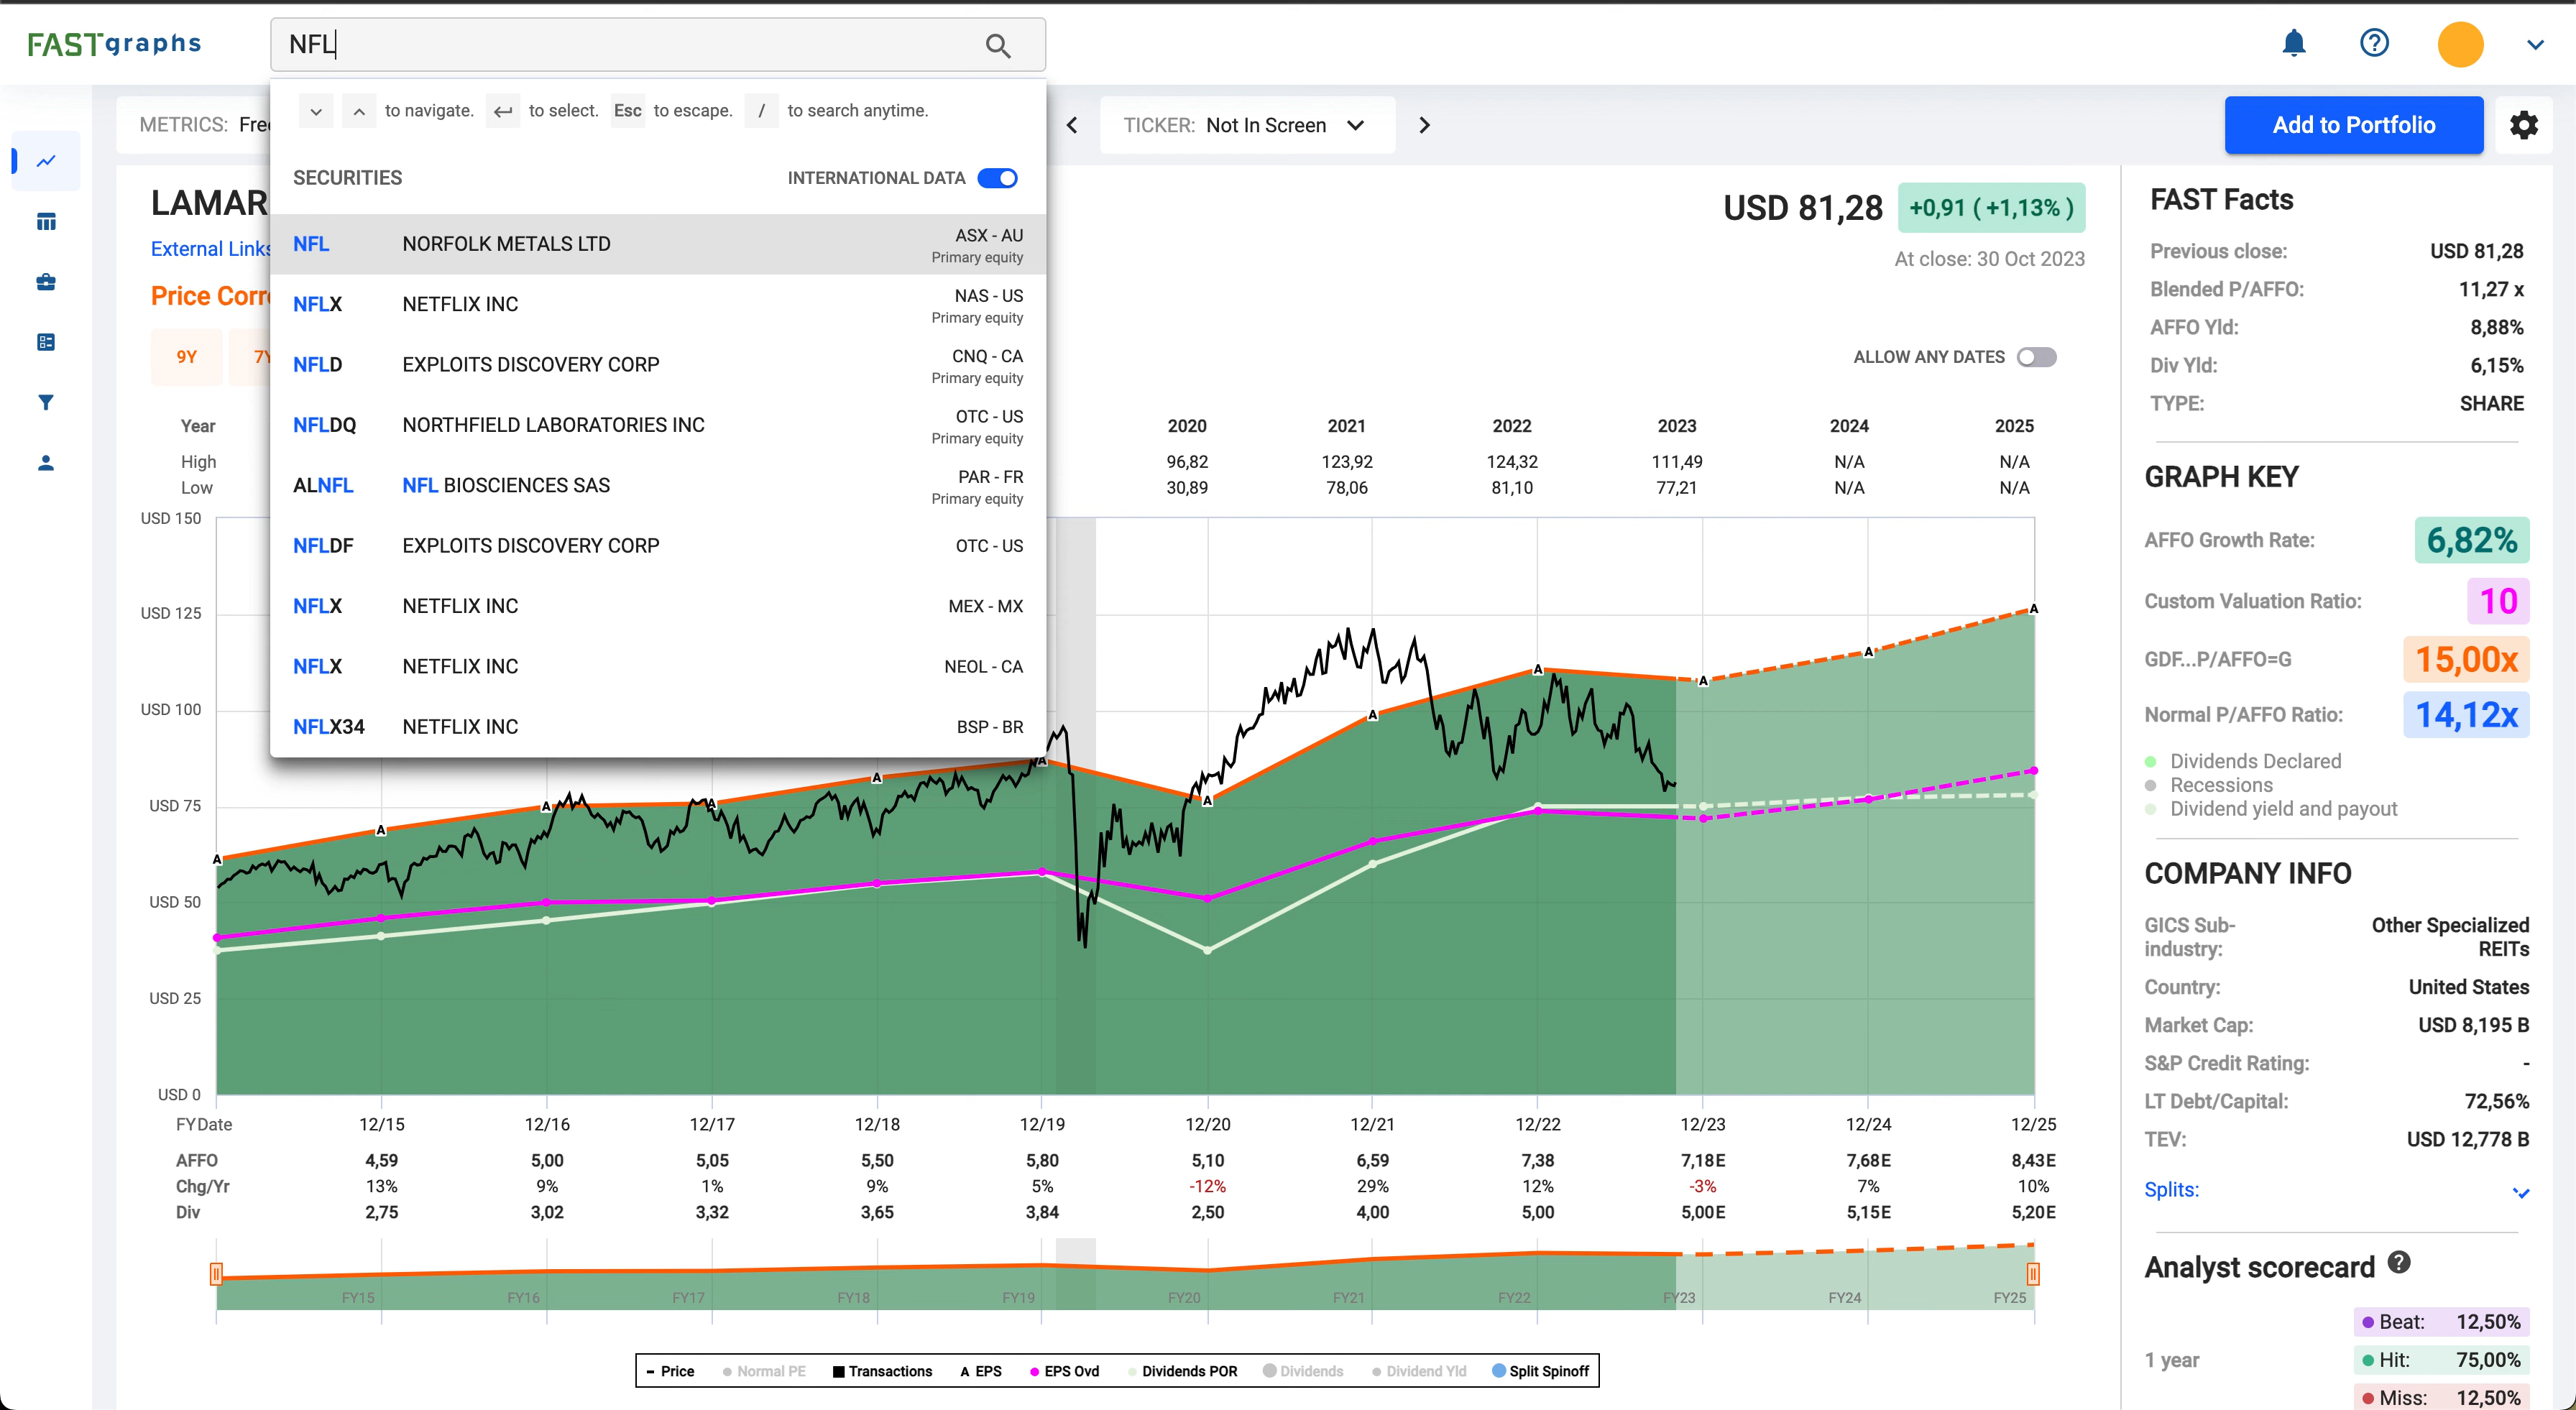 FASTgraphs
NFL
to navigate. to select. Esc to escape. / to search anytime.
METRICS: Free
TICKER: Not In Screen
Add to Portfolio
SECURITIES
INTERNATIONAL DATA
NFL NORFOLK METALS LTD ASX - AU
Primary equity
NFLX NETFLIX INC NAS - US
Primary equity
NFLD EXPLOITS DISCOVERY CORP CNQ - CA
Primary equity
NFLDQ NORTHFIELD LABORATORIES INC OTC - US
Primary equity
ALNFL NFL BIOSCIENCES SAS PAR - FR
Primary equity
NFLDF EXPLOITS DISCOVERY CORP OTC - US
NFLX NETFLIX INC MEX - MX
NFLX NETFLIX INC NEOL - CA
NFLX34 NETFLIX INC BSP - BR
LAMAR
External Links
Price Corre
9Y 7Y
USD 81,28 +0,91 ( +1,13% )
At close: 30 Oct 2023
ALLOW ANY DATES
Year 2020 2021 2022 2023 2024 2025
High 96,82 123,92 124,32 111,49 N/A N/A
Low 30,89 78,06 81,10 77,21 N/A N/A
USD 150
USD 125
USD 100
USD 75
USD 50
USD 25
USD 0
A A A A A A A A A A A A
FYDate 12/15 12/16 12/17 12/18 12/19 12/20 12/21 12/22 12/23 12/24 12/25
AFFO 4,59 5,00 5,05 5,50 5,80 5,10 6,59 7,38 7,18E 7,68E 8,43E
Chg/Yr 13% 9% 1% 9% 5% -12% 29% 12% -3% 7% 10%
Div 2,75 3,02 3,32 3,65 3,84 2,50 4,00 5,00 5,00E 5,15E 5,20E
FY15 FY16 FY17 FY18 FY19 FY20 FY21 FY22 FY23 FY24 FY25
Price Normal PE Transactions A EPS EPS Ovd Dividends POR Dividends Dividend Yld Split Spinoff
FAST Facts
Previous close: USD 81,28
Blended P/AFFO: 11,27 x
AFFO Yld: 8,88%
Div Yld: 6,15%
TYPE: SHARE
GRAPH KEY
AFFO Growth Rate: 6,82%
Custom Valuation Ratio: 10
GDF...P/AFFO=G 15,00x
Normal P/AFFO Ratio: 14,12x
Dividends Declared
Recessions
Dividend yield and payout
COMPANY INFO
GICS Sub- Other Specialized
industry: REITs
Country: United States
Market Cap: USD 8,195 B
S&P Credit Rating: -
LT Debt/Capital: 72,56%
TEV: USD 12,778 B
Splits:
Analyst scorecard ?
Beat: 12,50%
1 year Hit: 75,00%
Miss: 12,50%